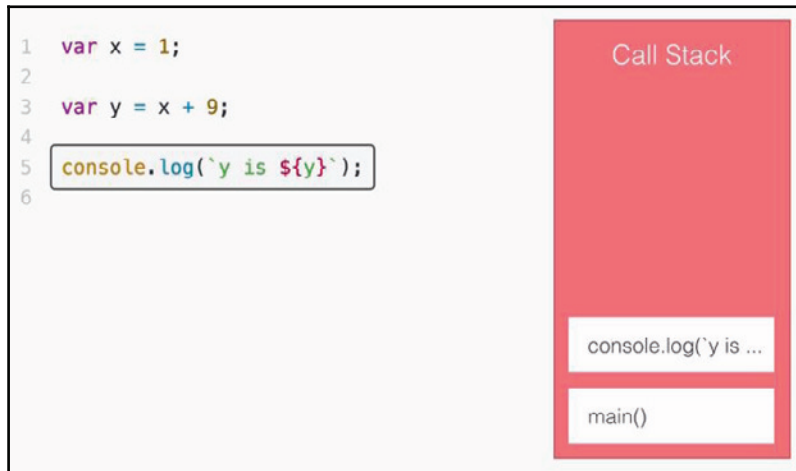 1 var x = 1;
2
3 var y = x + 9;
4
5 console.log(`y is ${y}`);
6
Call Stack
console.log(`y is ...
main()